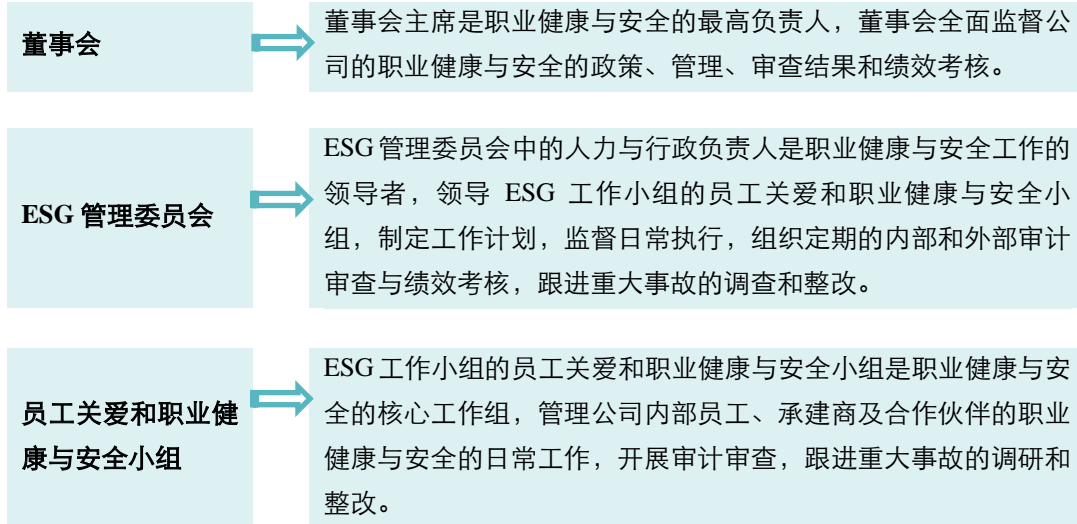 董事会
董事会主席是职业健康与安全的最高负责人，董事会全面监督公
司的职业健康与安全的政策、管理、审查结果和绩效考核。
ESG 管理委员会
ESG 管理委员会中的人力与行政负责人是职业健康与安全工作的
领导者，领导 ESG 工作小组的员工关爱和职业健康与安全小
组，制定工作计划，监督日常执行，组织定期的内部和外部审计
审查与绩效考核，跟进重大事故的调查和整改。
员工关爱和职业健
康与安全小组
ESG 工作小组的员工关爱和职业健康与安全小组是职业健康与安
全的核心工作组，管理公司内部员工、承建商及合作伙伴的职业
健康与安全的日常工作，开展审计审查，跟进重大事故的调研和
整改。